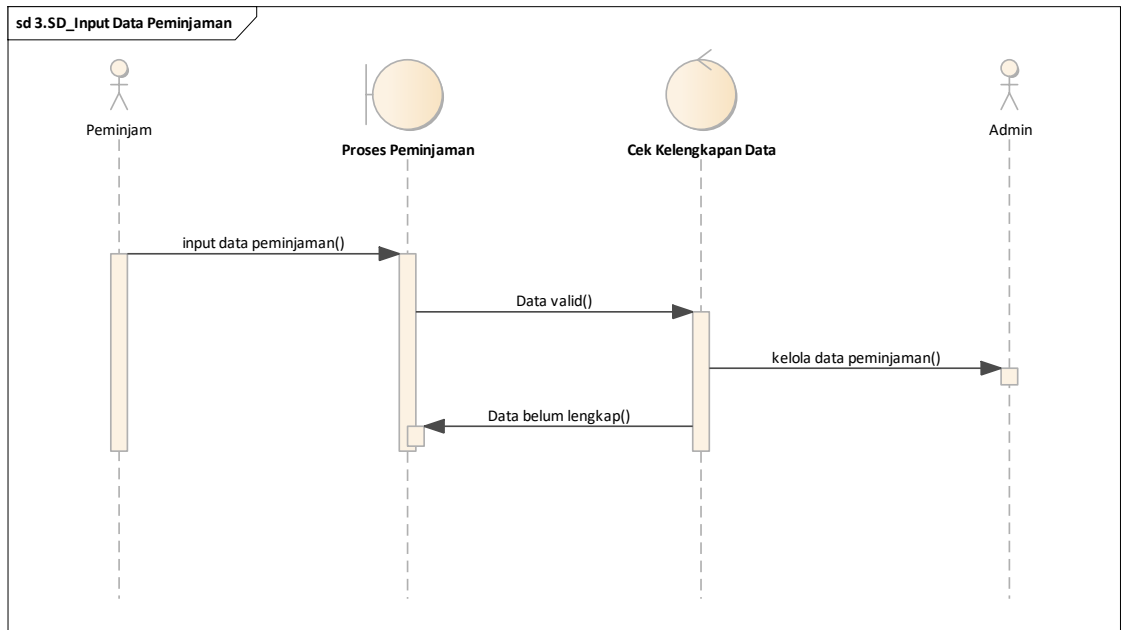 sd 3.SD_Input Data Peminjaman
Peminjam
Proses Peminjaman
Cek Kelengkapan Data
Admin
input data peminjaman()
Data valid()
kelola data peminjaman()
Data belum lengkap()